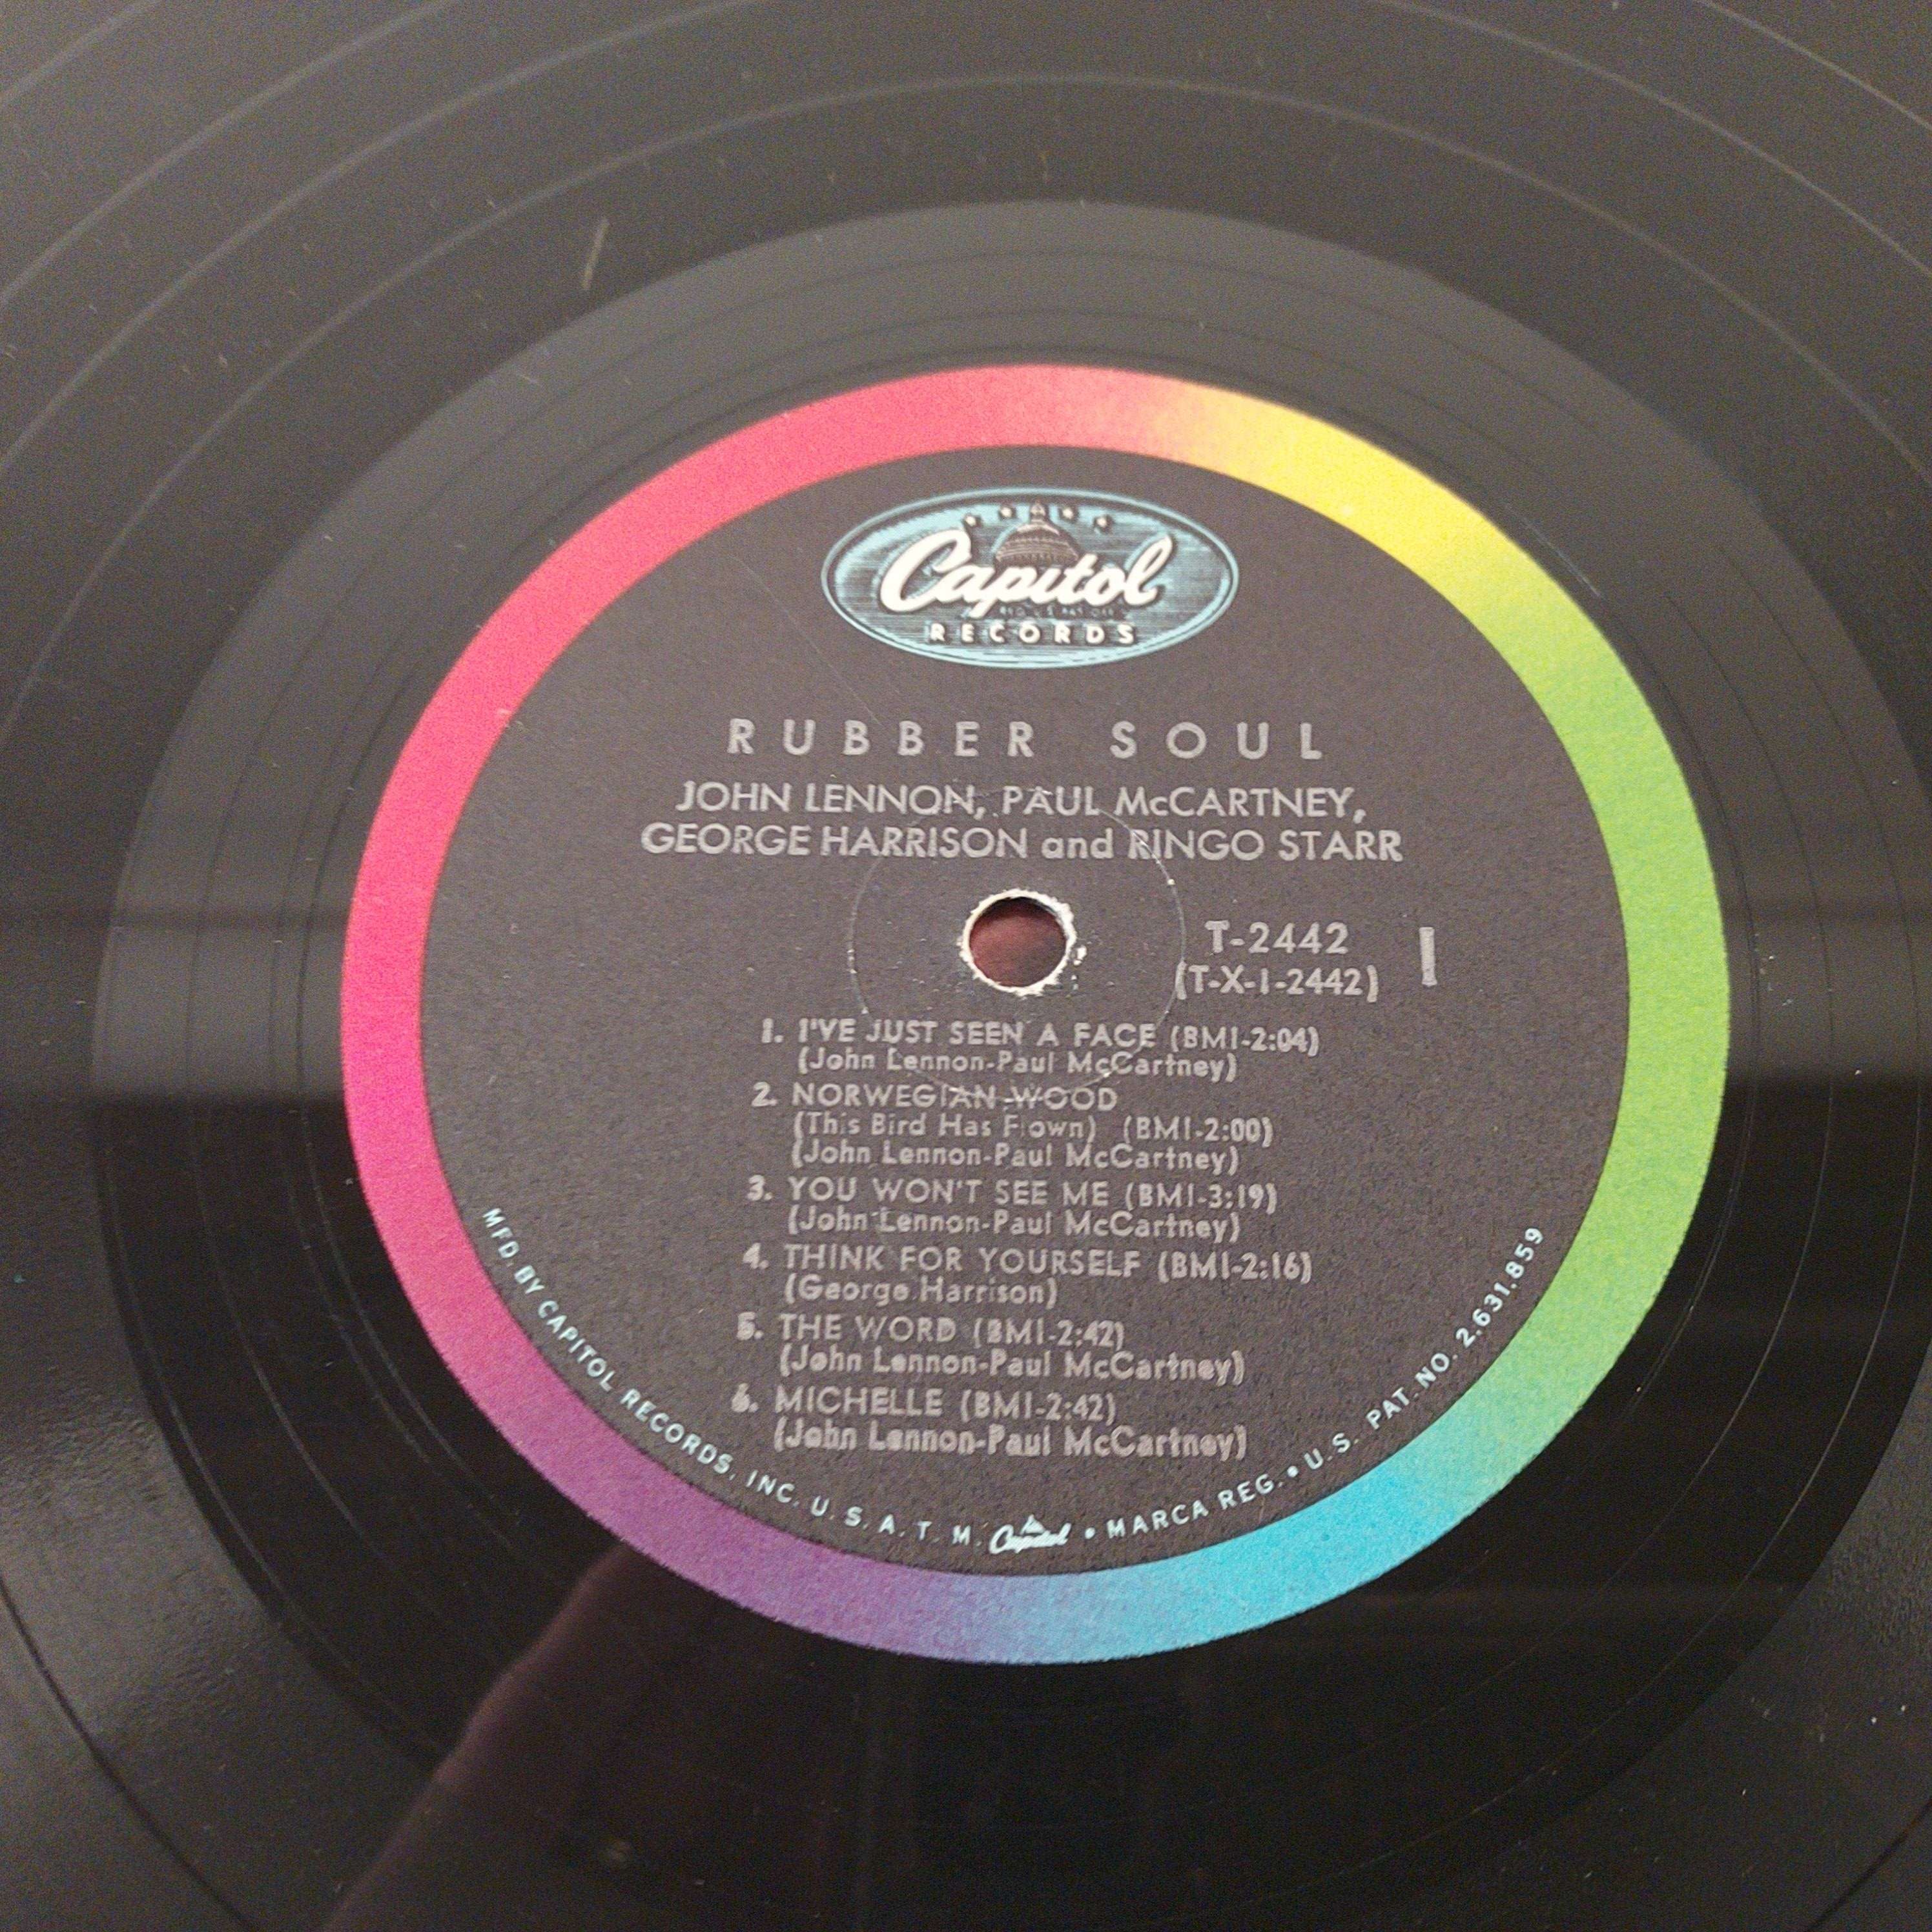 Capitol
RECORDS
RUBBER SOUL
JOHN LENNON, PAUL McCARTNEY,
GEORGE HARRISON and RINGO STARR
T-2442 1
(T-X-1-2442)
1. I'VE JUST SEEN A FACE (BMI-2:04)
(John Lennon-Paul McCartney)
2. NORWEGIAN WOOD
(This Bird Has Flown) (BMI-2:00)
(John Lennon-Paul McCartney)
3. YOU WON'T SEE ME (BMI-3:19)
(John Lennon-Paul McCartney)
4. THINK FOR YOURSELF (BMI-2:16)
(George Harrison)
5. THE WORD (BMI-2:42)
(John Lennon-Paul McCartney)
6. MICHELLE (BMI-2:42)
(John Lennon-Paul McCartney)
MFD. BY CAPITOL RECORDS, INC. U. S. A. T. M. Capitol • MARCA REG. • U.S. PAT. NO. 2,631,859